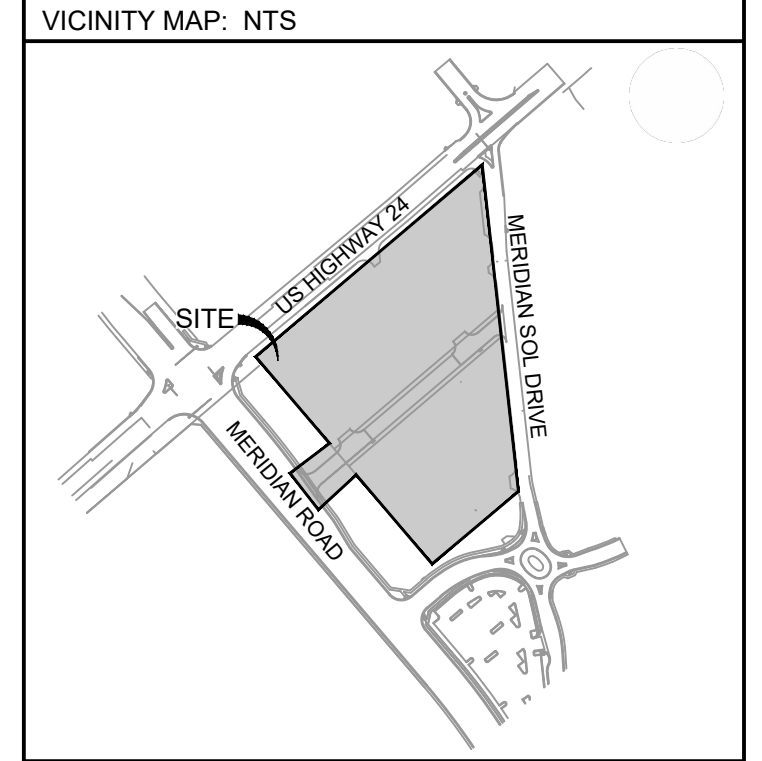 VICINITY MAP:  NTS
US HIGHWAY 24
MERIDIAN SOL DRIVE
SITE
MERIDIAN ROAD